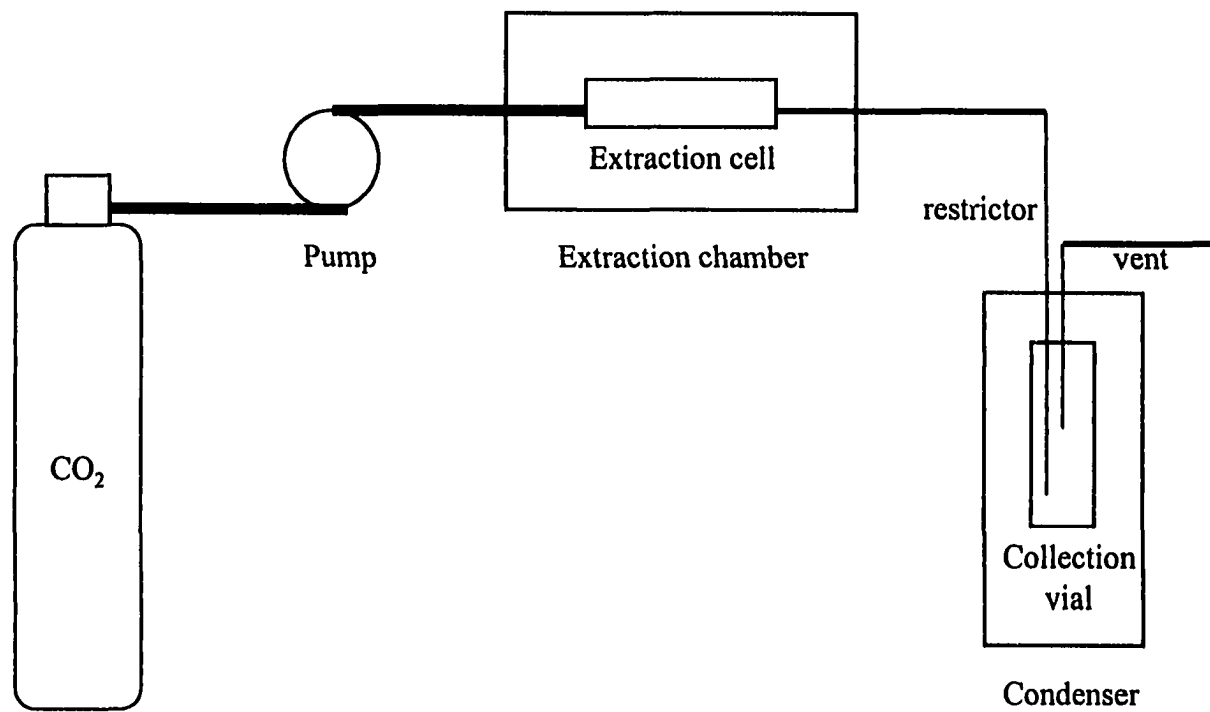 Extraction cell
restrictor
Pump
Extraction chamber
vent
CO₂
Collection
vial
Condenser